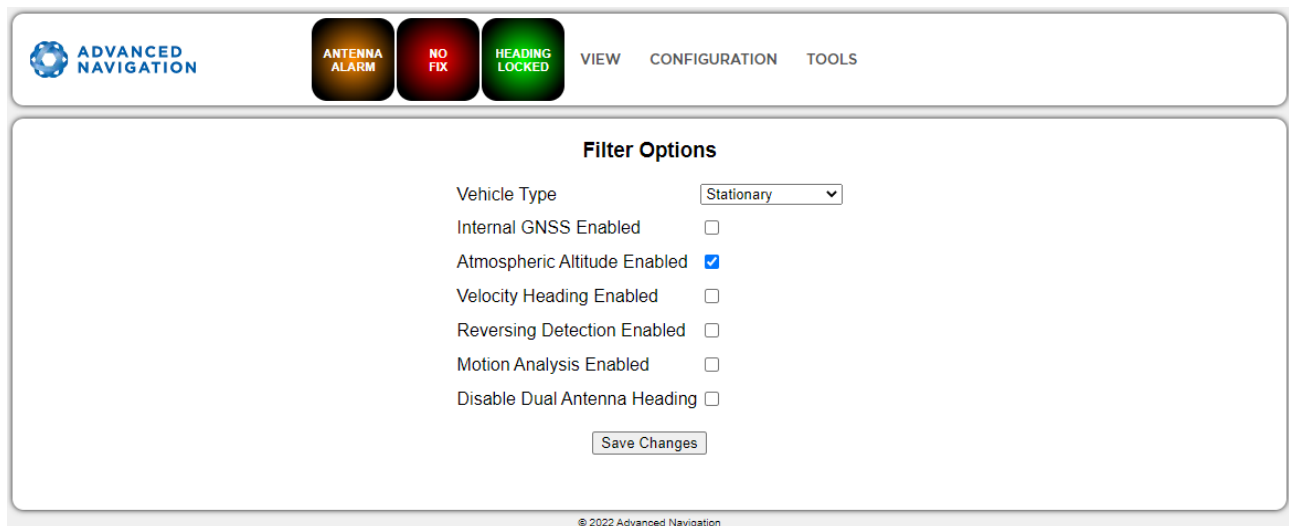 ADVANCED
NAVIGATION
ANTENNA
ALARM
NO
FIX
HEADING
LOCKED
VIEW CONFIGURATION TOOLS
Filter Options
Vehicle Type Stationary
Internal GNSS Enabled
Atmospheric Altitude Enabled
Velocity Heading Enabled
Reversing Detection Enabled
Motion Analysis Enabled
Disable Dual Antenna Heading
Save Changes
© 2022 Advanced Navigation